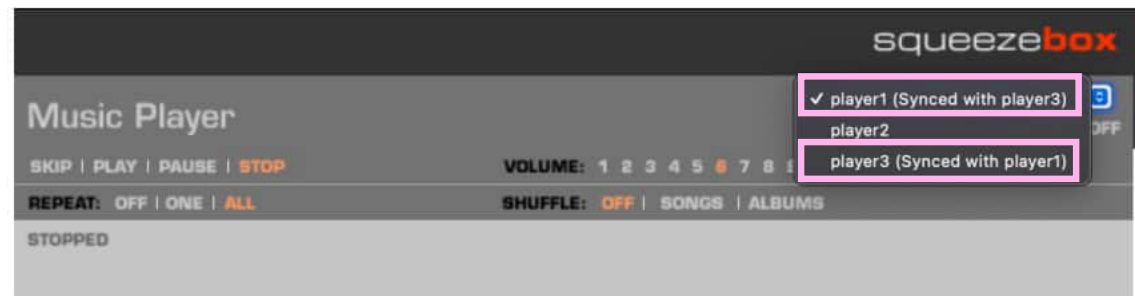 squeezebox
Music Player
✓ player1 (Synced with player3)
player2
player3 (Synced with player1)
OFF
SKIP | PLAY | PAUSE | STOP
VOLUME: 1 2 3 4 5 6 7 8
REPEAT: OFF | ONE | ALL
SHUFFLE: OFF | SONGS | ALBUMS
STOPPED